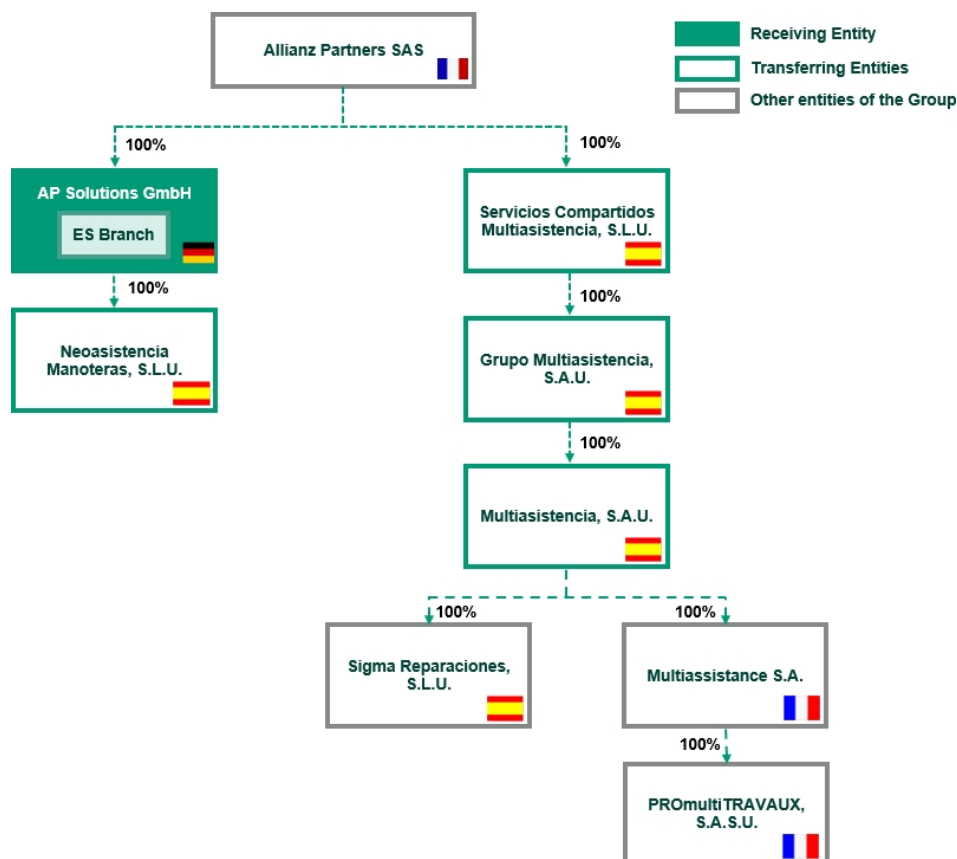 Allianz Partners SAS
Receiving Entity
Transferring Entities
Other entities of the Group
100%
100%
AP Solutions GmbH
ES Branch
Servicios Compartidos
Multiasistencia, S.L.U.
100%
100%
Neoasistencia
Manoteras, S.L.U.
Grupo Multiasistencia,
S.A.U.
100%
Multiasistencia, S.A.U.
100%
100%
Sigma Reparaciones,
S.L.U.
Multiassistance S.A.
100%
PROmultiTRAVAUX,
S.A.S.U.